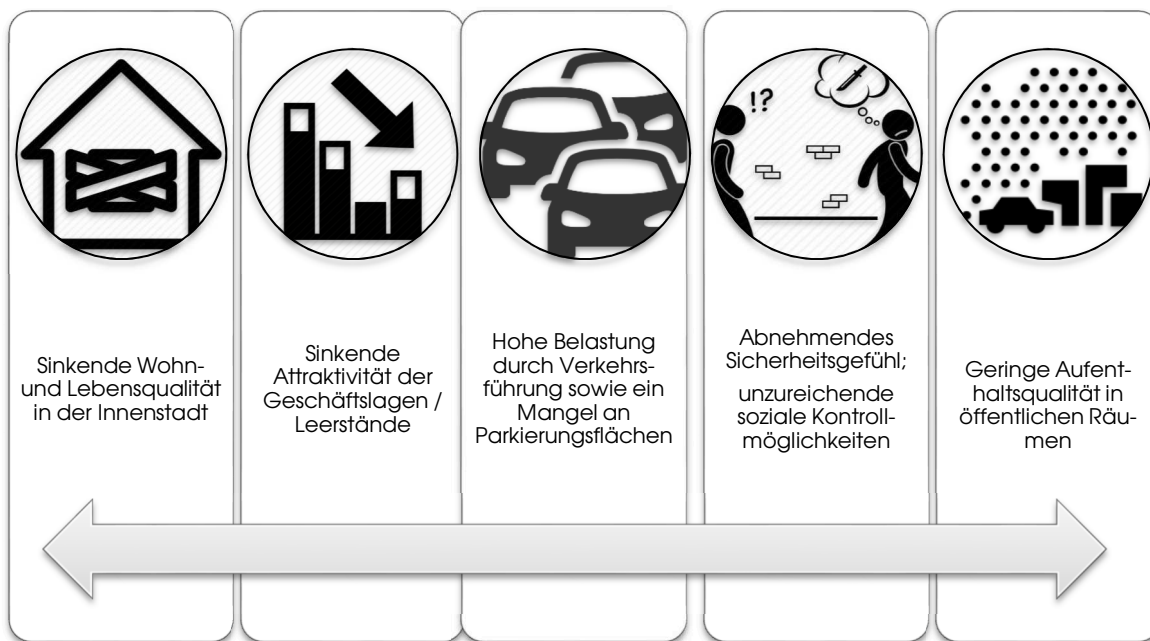 !?
Sinkende Wohn-
und Lebensqualität
in der Innenstadt
Sinkende
Attraktivität der
Geschäftslagen /
Leerstände
Hohe Belastung
durch Verkehrs-
führung sowie ein
Mangel an
Parkierungsflächen
Abnehmendes
Sicherheitsgefühl;
unzureichende
soziale Kontroll-
möglichkeiten
Geringe Aufent-
haltsqualität in
öffentlichen Räu-
men